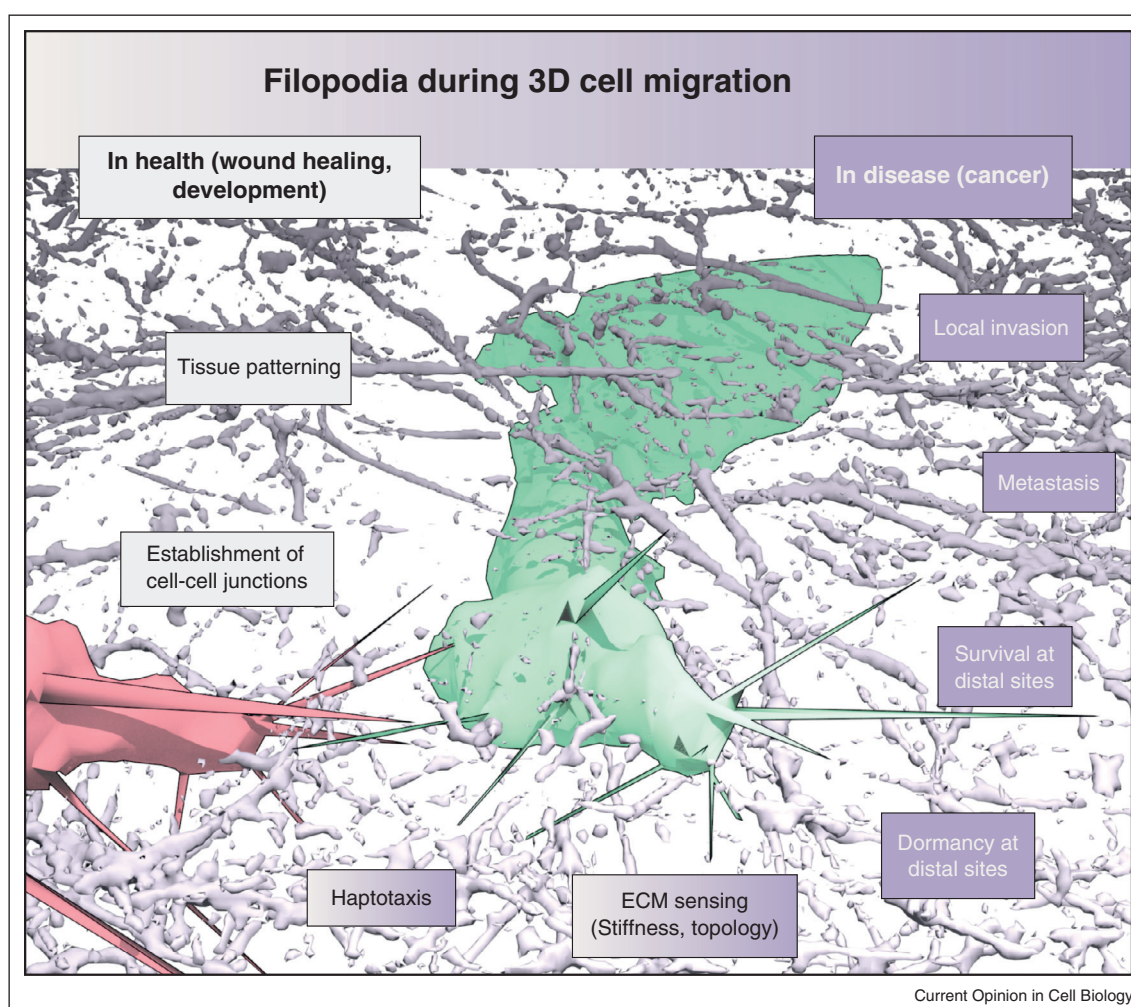 Filopodia during 3D cell migration
In health (wound healing,
development)
In disease (cancer)
Local invasion
Tissue patterning
Metastasis
Establishment of
cell-cell junctions
Survival at
distal sites
Dormancy at
distal sites
Haptotaxis
ECM sensing
(Stiffness, topology)
Current Opinion in Cell Biology